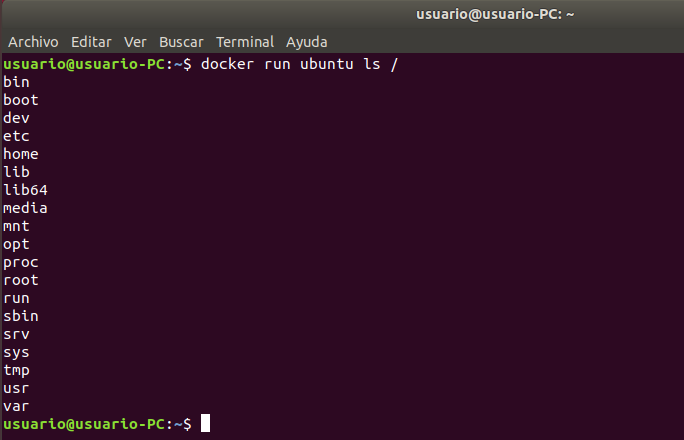 usuario@usuario-PC: ~
Archivo Editar Ver Buscar Terminal Ayuda
usuario@usuario-PC:~$ docker run ubuntu ls /
bin
boot
dev
etc
home
lib
lib64
media
mnt
opt
proc
root
run
sbin
srv
sys
tmp
usr
var
usuario@usuario-PC:~$